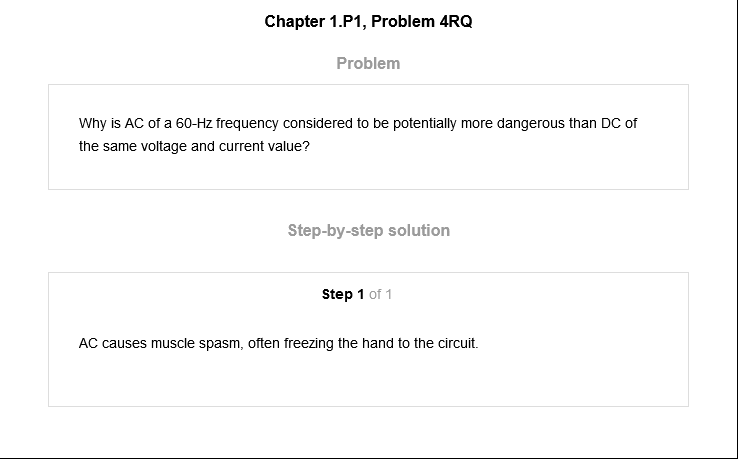 Chapter 1.P1, Problem 4RQ
Problem
Why is AC of a 60-Hz frequency considered to be potentially more dangerous than DC of
the same voltage and current value?
Step-by-step solution
Step 1 of 1
AC causes muscle spasm, often freezing the hand to the circuit.